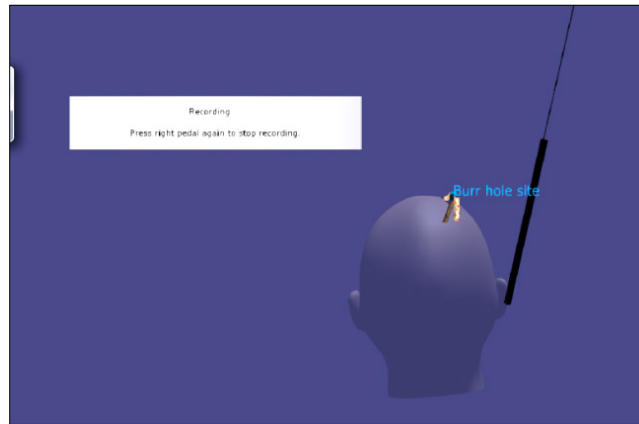 Recording
Press right pedal again to stop recording.
Burr hole site